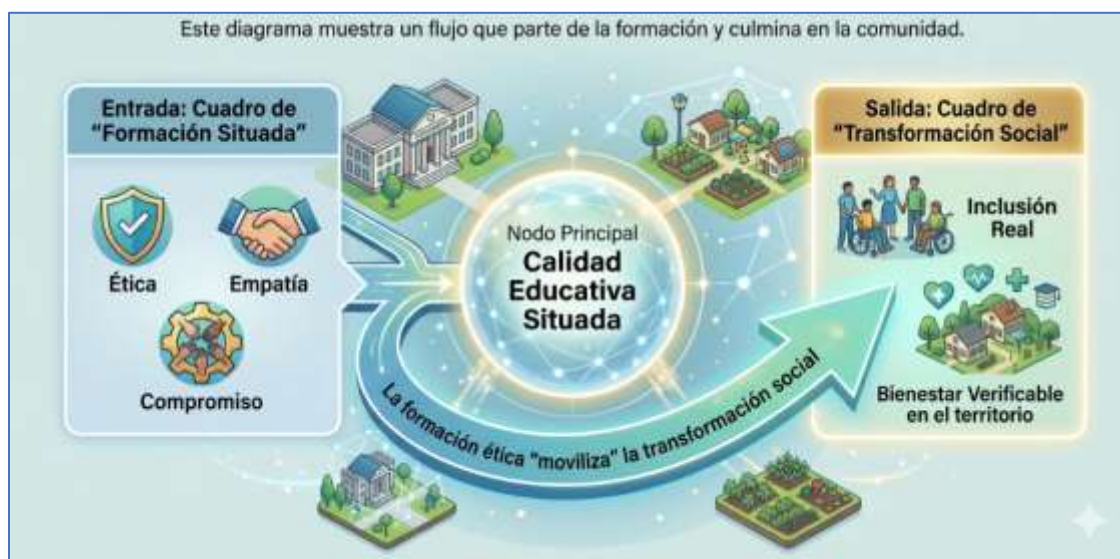 Este diagrama muestra un flujo que parte de la formación y culmina en la comunidad.
Entrada: Cuadro de
"Formación Situada"
Ética
Empatía
Compromiso
Nodo Principal
Calidad
Educativa
Situada
La formación ética "moviliza" la transformación social
Salida: Cuadro de
"Transformación Social"
Inclusión
Real
Bienestar Verificable
en el territorio